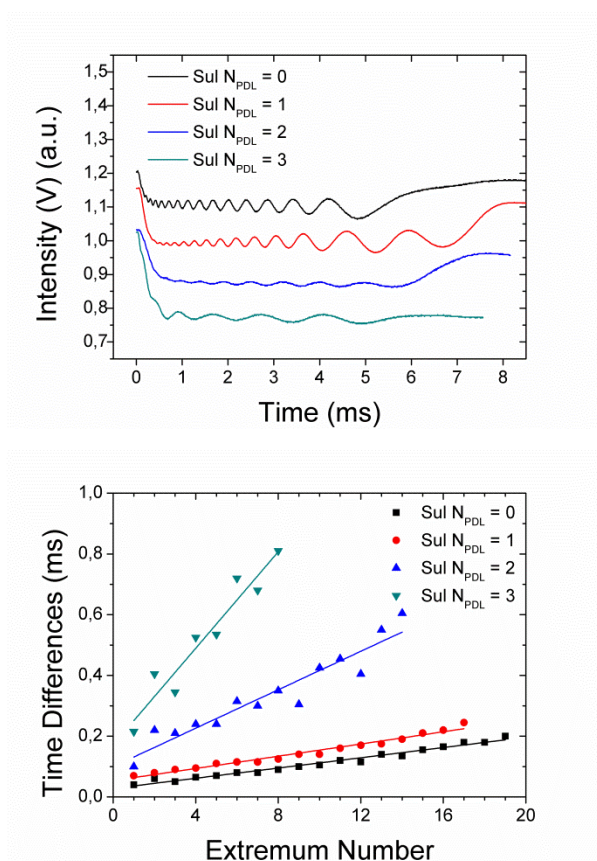 1,5
1,4
1,3
1,2
1,1
1,0
0,9
0,8
0,7
Intensity (V) (a.u.)
Sul N_PDL = 0
Sul N_PDL = 1
Sul N_PDL = 2
Sul N_PDL = 3
0 1 2 3 4 5 6 7 8
Time (ms)
1,0
0,8
0,6
0,4
0,2
0,0
Time Differences (ms)
Sul N_PDL = 0
Sul N_PDL = 1
Sul N_PDL = 2
Sul N_PDL = 3
0 4 8 12 16 20
Extremum Number